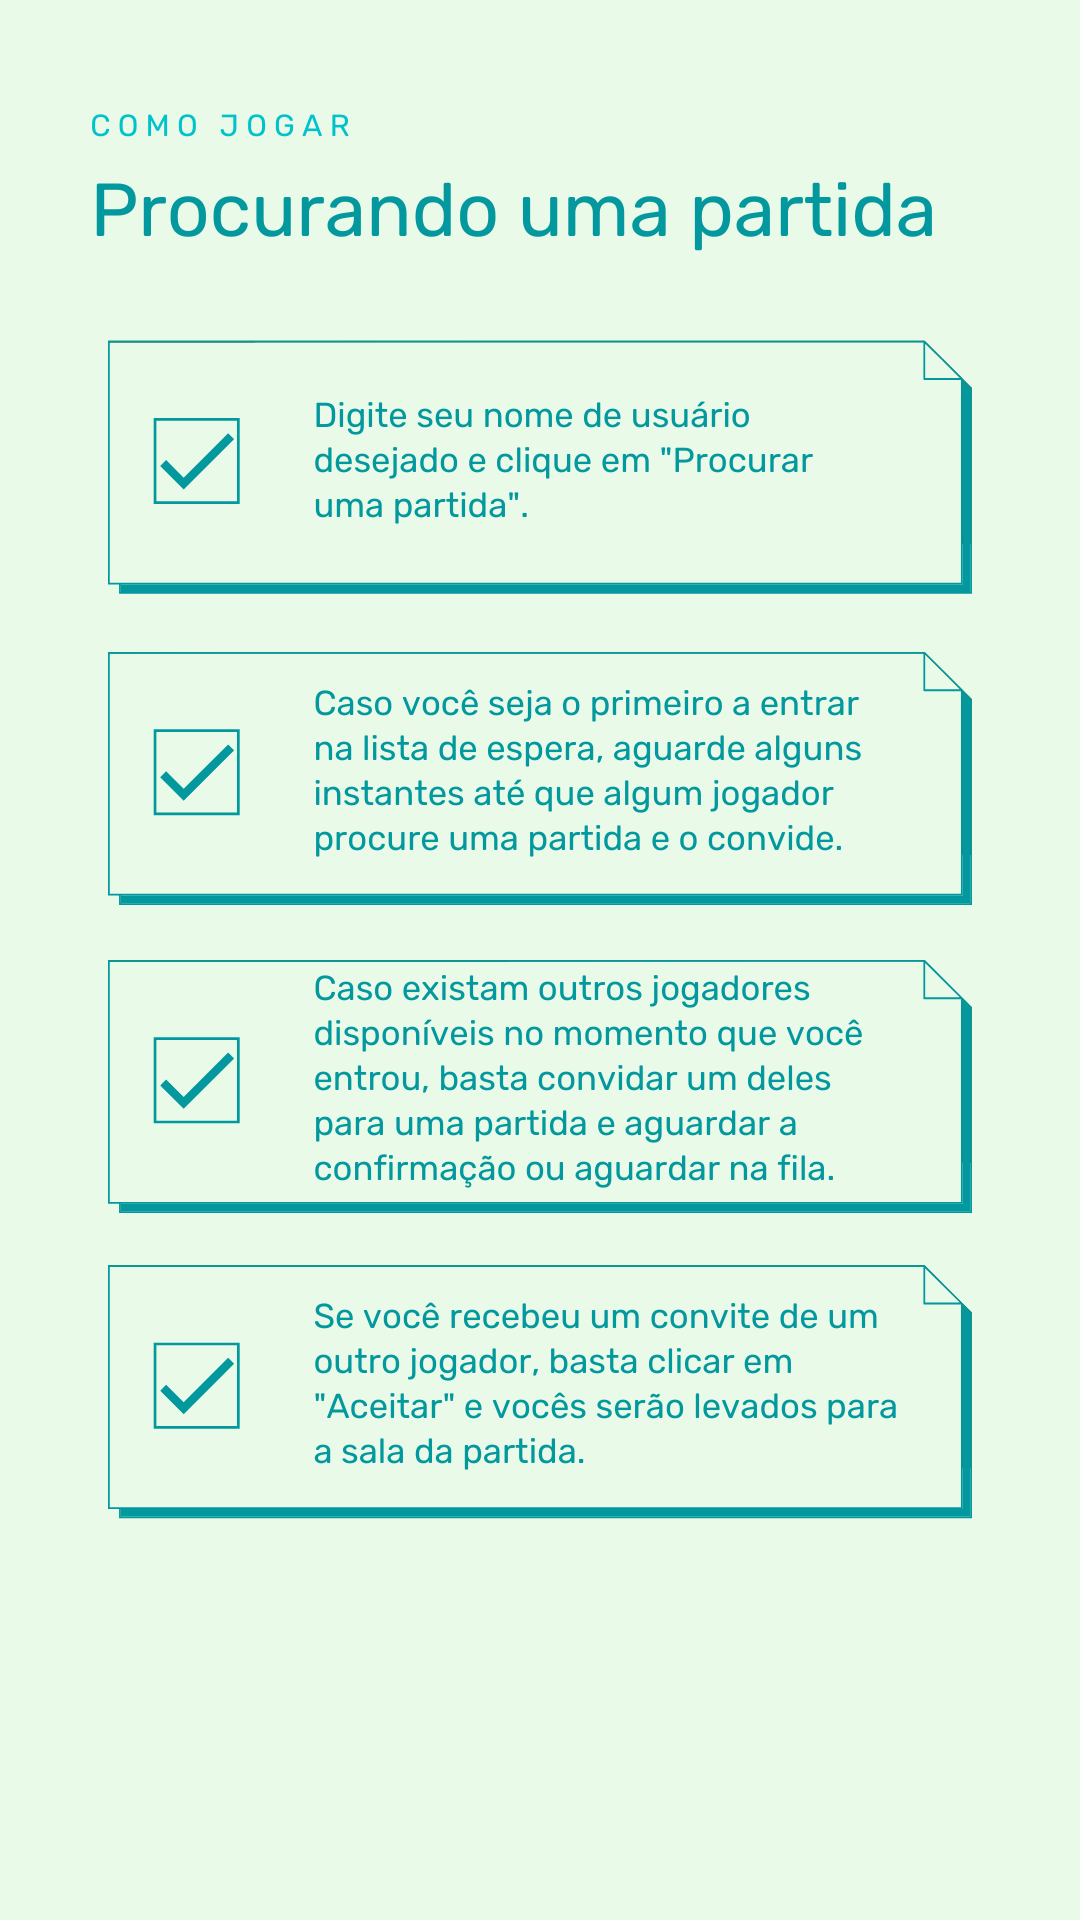 COMO JOGAR
Procurando uma partida
Digite seu nome de usuário
desejado e clique em "Procurar
uma partida".
Caso você seja o primeiro a entrar
na lista de espera, aguarde alguns
instantes até que algum jogador
procure uma partida e o convide.
Caso existam outros jogadores
disponíveis no momento que você
entrou, basta convidar um deles
para uma partida e aguardar a
confirmação ou aguardar na fila.
Se você recebeu um convite de um
outro jogador, basta clicar em
"Aceitar" e vocês serão levados para
a sala da partida.